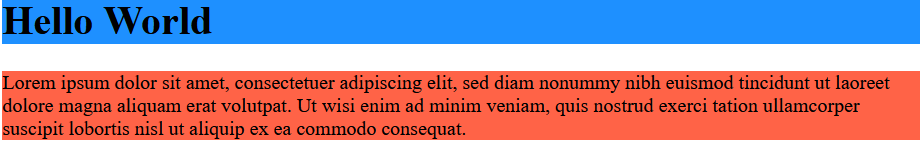 Hello World
Lorem ipsum dolor sit amet, consectetuer adipiscing elit, sed diam nonummy nibh euismod tincidunt ut laoreet
dolore magna aliquam erat volutpat. Ut wisi enim ad minim veniam, quis nostrud exerci tation ullamcorper
suscipit lobortis nisl ut aliquip ex ea commodo consequat.